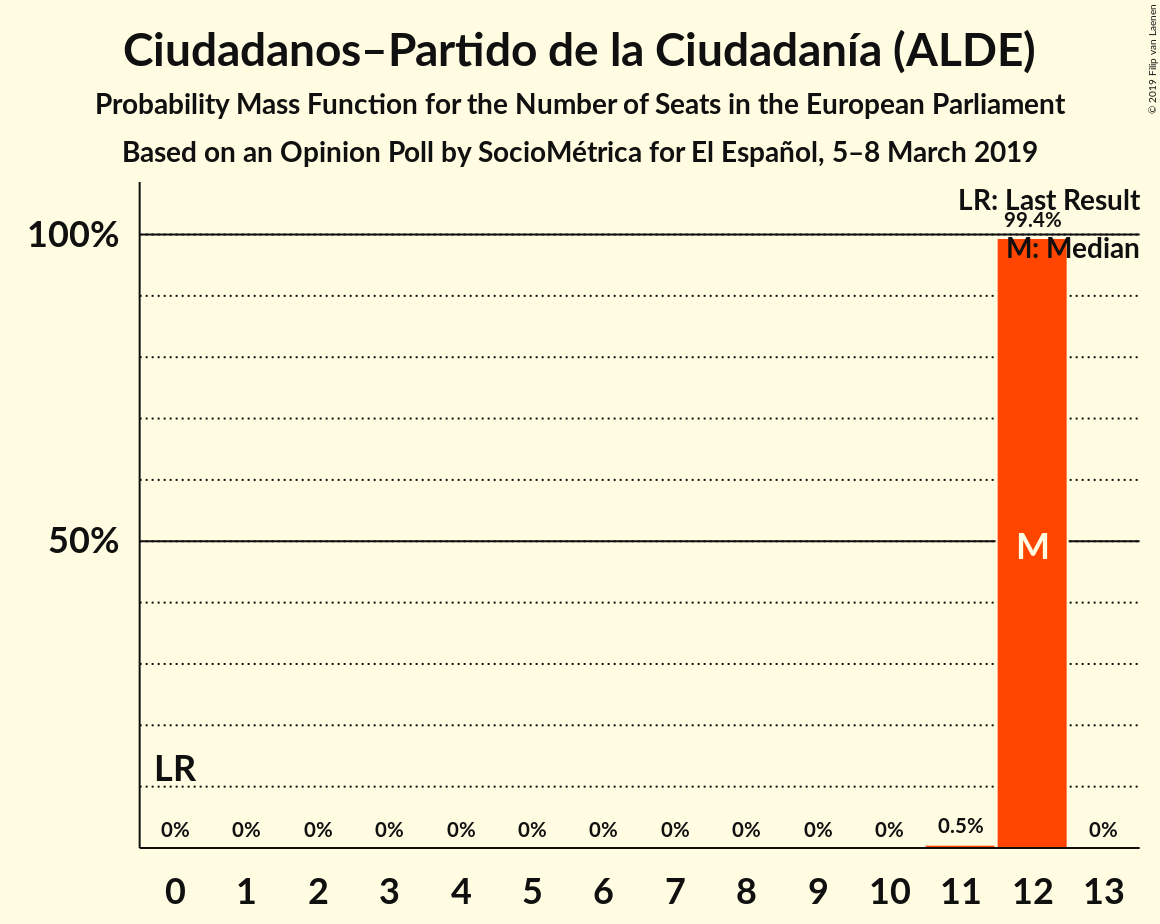 Ciudadanos–Partido de la Ciudadanía (ALDE)
Probability Mass Function for the Number of Seats in the European Parliament
Based on an Opinion Poll by SocioMétrica for El Español, 5–8 March 2019
© 2019 Filip van Laenen
LR: Last Result
99.4%
M: Median
100%
50%
M
LR
0% 0% 0% 0% 0% 0% 0% 0% 0% 0% 0% 0.5% 0%
0 1 2 3 4 5 6 7 8 9 10 11 12 13